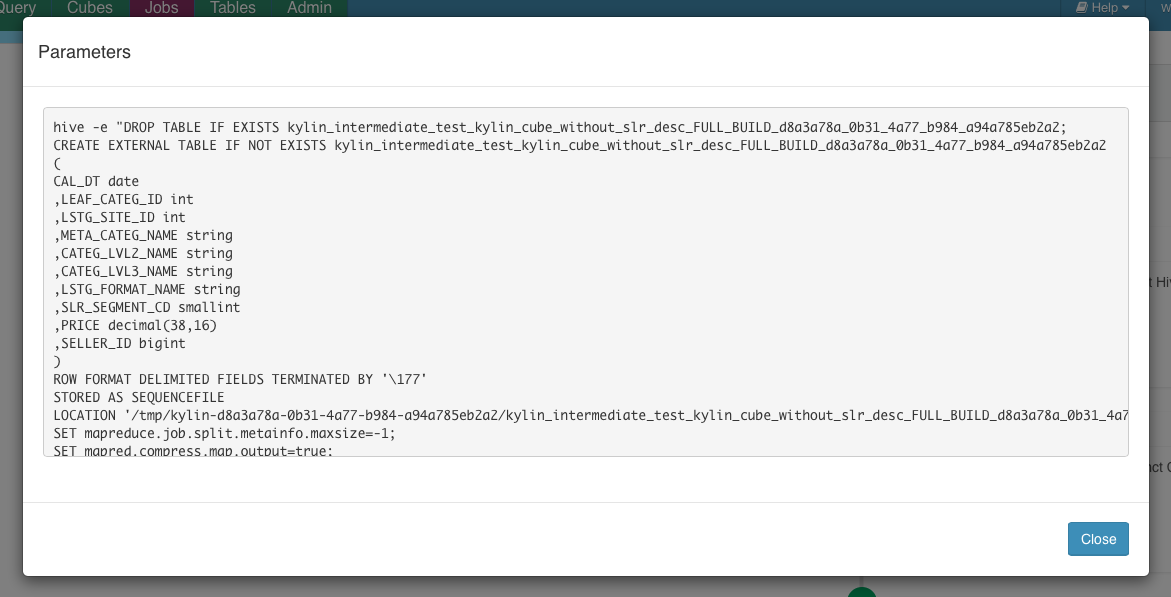 Query Cubes Jobs Tables Admin Help W
Parameters
hive -e "DROP TABLE IF EXISTS kylin_intermediate_test_kylin_cube_without_slr_desc_FULL_BUILD_d8a3a78a_0b31_4a77_b984_a94a785eb2a2;
CREATE EXTERNAL TABLE IF NOT EXISTS kylin_intermediate_test_kylin_cube_without_slr_desc_FULL_BUILD_d8a3a78a_0b31_4a77_b984_a94a785eb2a2
(
CAL_DT date
,LEAF_CATEG_ID int
,LSTG_SITE_ID int
,META_CATEG_NAME string
,CATEG_LVL2_NAME string
,CATEG_LVL3_NAME string
,LSTG_FORMAT_NAME string
,SLR_SEGMENT_CD smallint
,PRICE decimal(38,16)
,SELLER_ID bigint
)
ROW FORMAT DELIMITED FIELDS TERMINATED BY '\177'
STORED AS SEQUENCEFILE
LOCATION '/tmp/kylin-d8a3a78a-0b31-4a77-b984-a94a785eb2a2/kylin_intermediate_test_kylin_cube_without_slr_desc_FULL_BUILD_d8a3a78a_0b31_4a7
SET mapreduce.job.split.metainfo.maxsize=-1;
SET mapred.compress.map.output=true;
Close